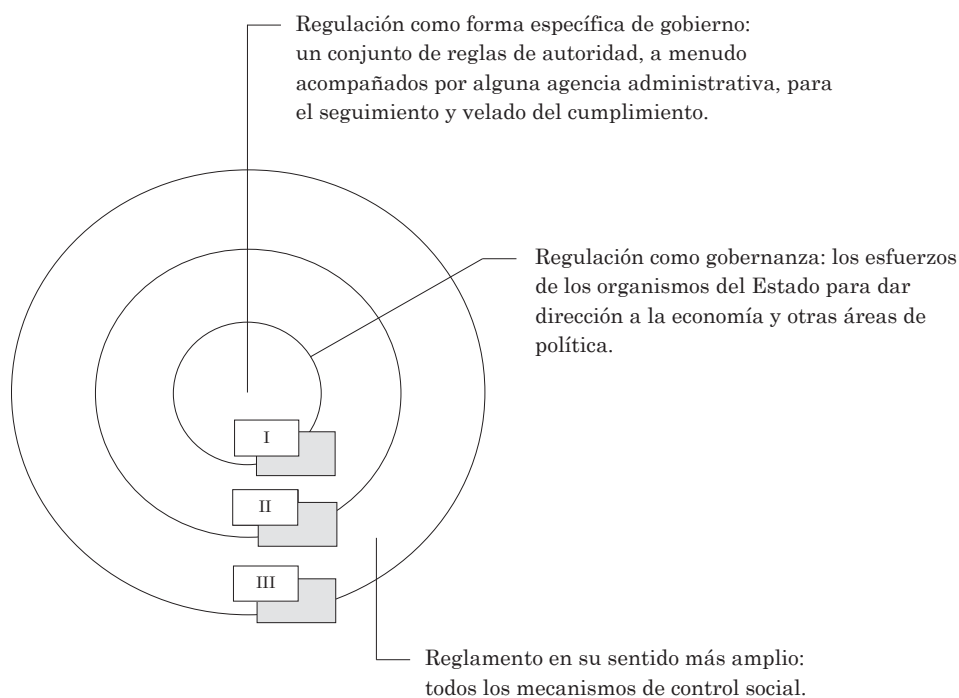 Regulación como forma específica de gobierno:
un conjunto de reglas de autoridad, a menudo
acompañados por alguna agencia administrativa, para
el seguimiento y velado del cumplimiento.
Regulación como gobernanza: los esfuerzos
de los organismos del Estado para dar
dirección a la economía y otras áreas de
política.
I
II
III
Reglamento en su sentido más amplio:
todos los mecanismos de control social.